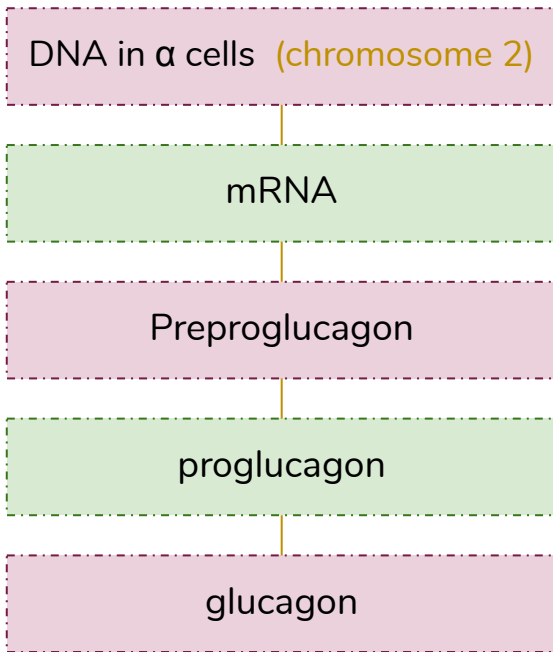 DNA in α cells (chromosome 2)
mRNA
Preproglucagon
proglucagon
glucagon